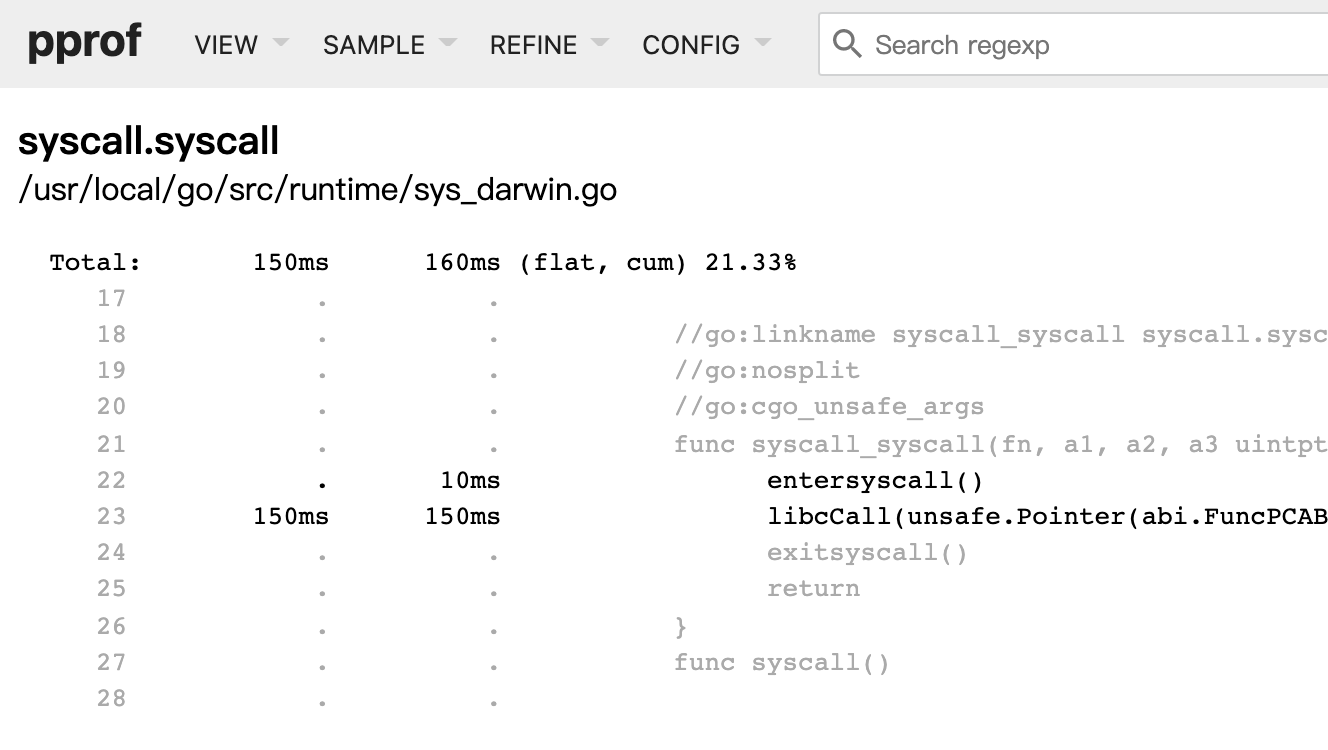 pprof VIEW SAMPLE REFINE CONFIG Search regexp
syscall.syscall
/usr/local/go/src/runtime/sys_darwin.go
Total: 150ms 160ms (flat, cum) 21.33%
17 . .
18 . . //go:linkname syscall_syscall syscall.sysc
19 . . //go:nosplit
20 . . //go:cgo_unsafe_args
21 . . func syscall_syscall(fn, a1, a2, a3 uintpt
22 . 10ms entersyscall()
23 150ms 150ms libcCall(unsafe.Pointer(abi.FuncPCAB
24 . . exitsyscall()
25 . . return
26 . . }
27 . . func syscall()
28 . .